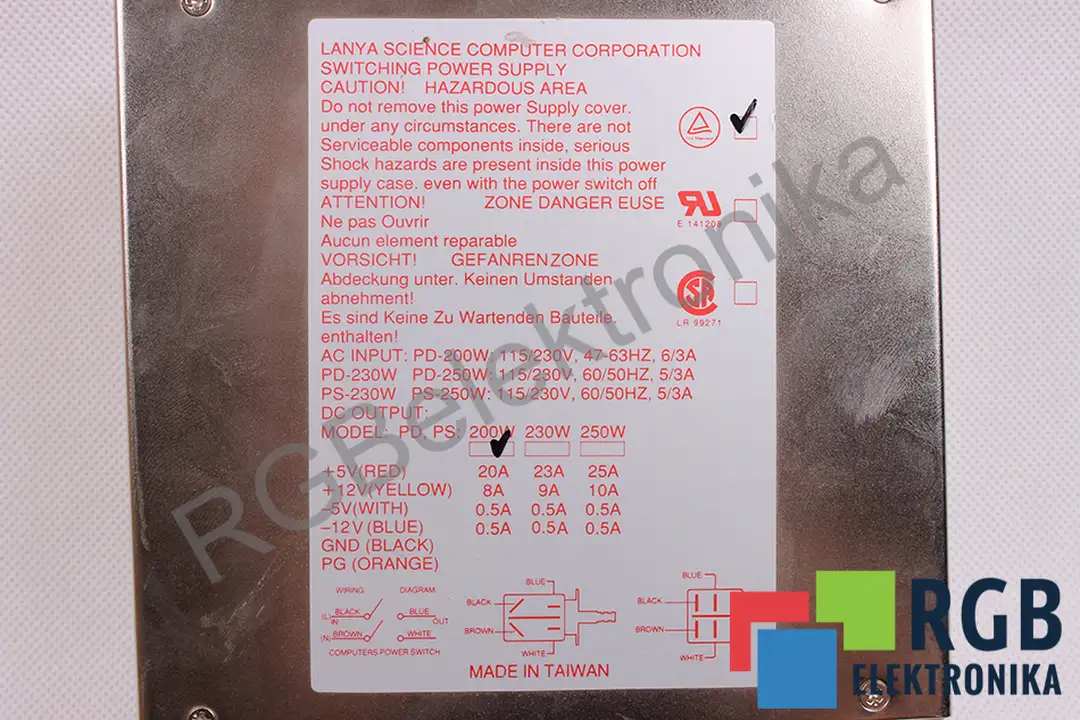 LANYA SCIENCE COMPUTER CORPORATION
SWITCHING POWER SUPPLY
CAUTION! HAZARDOUS AREA
Do not remove this power Supply cover.
under any circumstances. There are not
Serviceable components inside, serious
Shock hazards are present inside this power
supply case. even with the power switch off
ATTENTION! ZONE DANGER EUSE
Ne pas Ouvrir
Aucun element reparable
VORSICHT! GEFANRENZONE
Abdeckung unter. Keinen Umstanden
abnehment!
Es sind Keine Zu Wartenden Bauteile.
enthalten!
E 141208
LR 99271
AC INPUT: PD-200W: 115/230V, 47-63HZ, 6/3A
PD-230W PD-250W: 115/230V, 60/50HZ, 5/3A
PS-230W PS-250W: 115/230V, 60/50HZ, 5/3A
DC OUTPUT:
MODEL: PD, PS: 200W 230W 250W
+5V(RED) 20A 23A 25A
+12V(YELLOW) 8A 9A 10A
-5V(WITH) 0.5A 0.5A 0.5A
-12V(BLUE) 0.5A 0.5A 0.5A
GND (BLACK)
PG (ORANGE)
WIRING DIAGRAM
(L) BLACK BLUE
IN OUT
(N) BROWN WHITE
COMPUTERS POWER SWITCH
BLUE
BLACK
BROWN
WHITE
BLUE
BLACK
BROWN
WHITE
MADE IN TAIWAN
RGBelektronika
RGB
ELEKTRONIKA